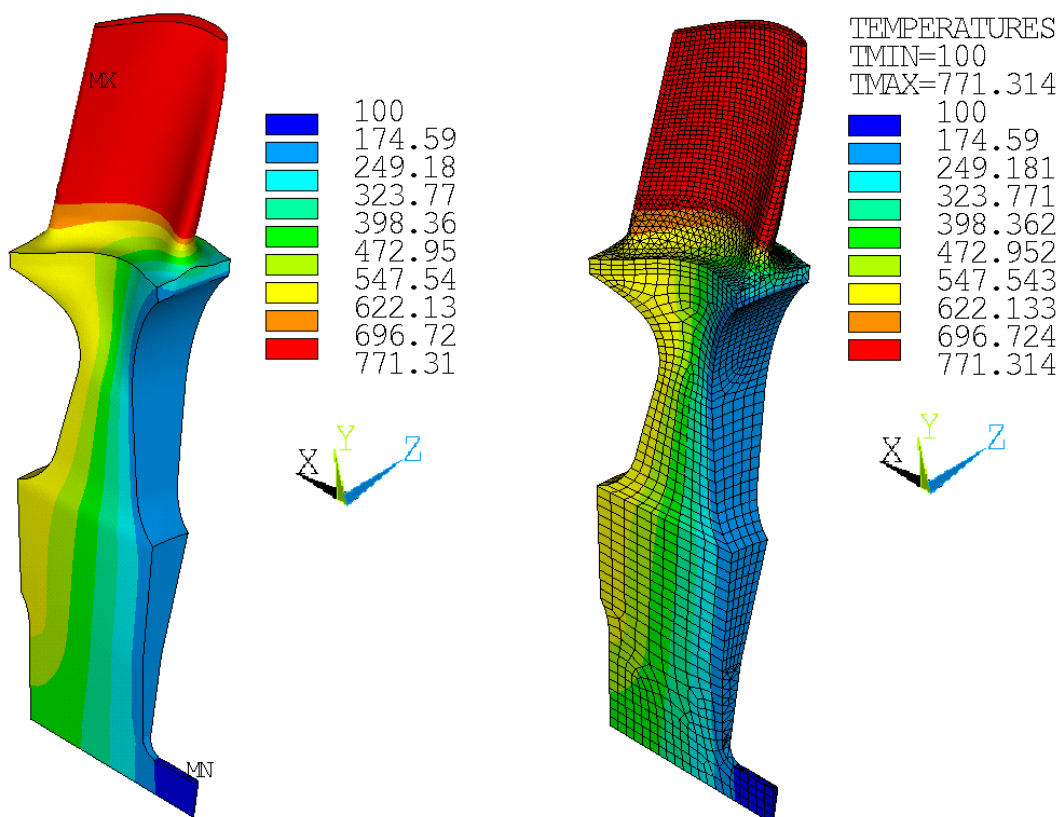 MX
100
174.59
249.18
323.77
398.36
472.95
547.54
622.13
696.72
771.31
X
Y
Z
MN
TEMPERATURES
TMIN=100
TMAX=771.314
100
174.59
249.181
323.771
398.362
472.952
547.543
622.133
696.724
771.314
X
Y
Z